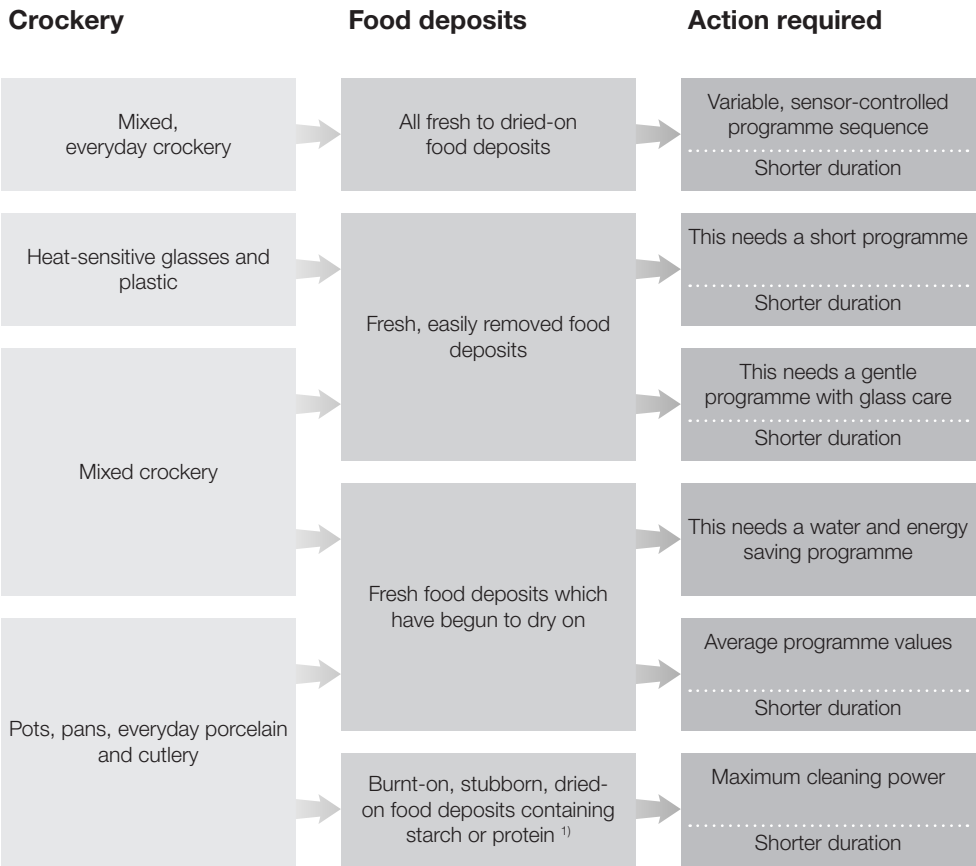 Crockery
Food deposits
Action required
Mixed,
everyday crockery
All fresh to dried-on
food deposits
Variable, sensor-controlled
programme sequence
Shorter duration
Heat-sensitive glasses and
plastic
Fresh, easily removed food
deposits
This needs a short programme
Shorter duration
This needs a gentle
programme with glass care
Shorter duration
Mixed crockery
Fresh food deposits which
have begun to dry on
This needs a water and energy
saving programme
Average programme values
Shorter duration
Pots, pans, everyday porcelain
and cutlery
Burnt-on, stubborn, dried-
on food deposits containing
starch or protein 1)
Maximum cleaning power
Shorter duration